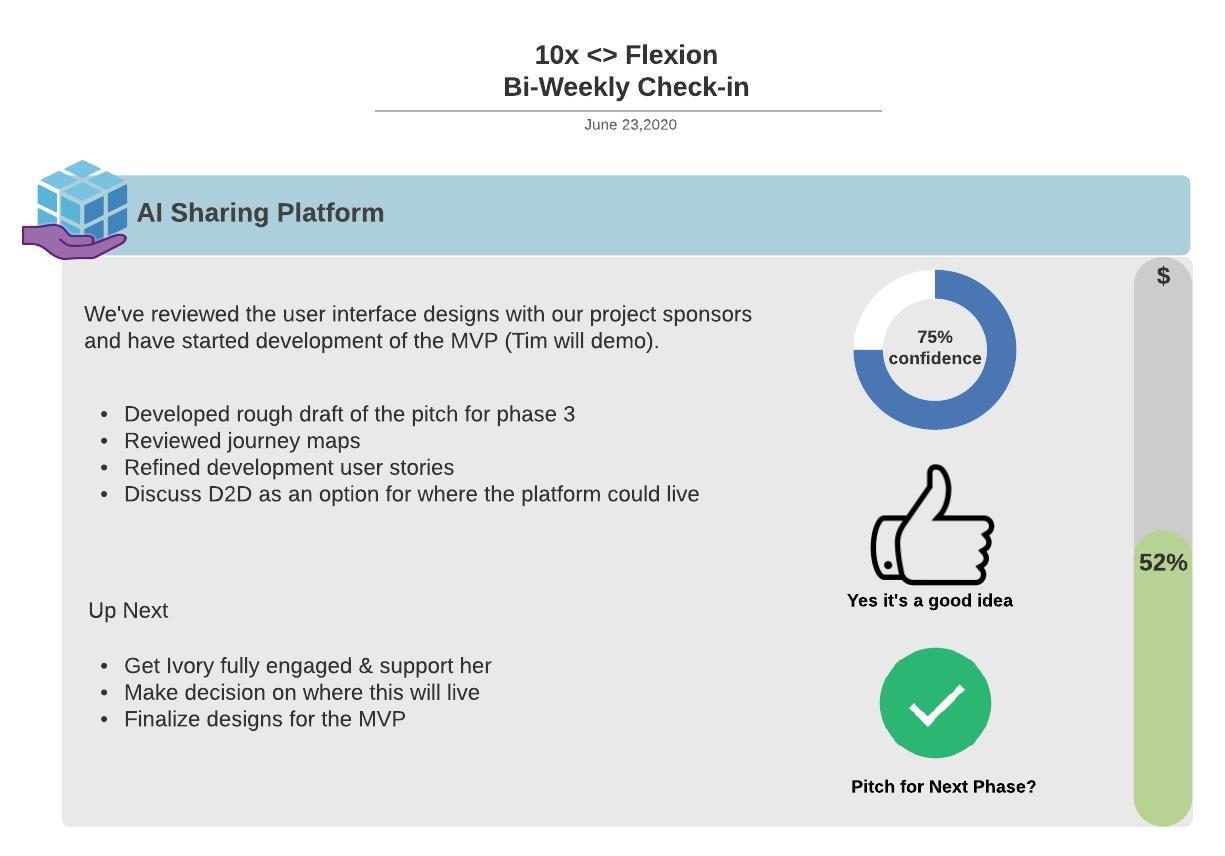 10x <> Flexion
Bi-Weekly Check-in
June 23,2020
AI Sharing Platform
We've reviewed the user interface designs with our project sponsors
and have started development of the MVP (Tim will demo).
• Developed rough draft of the pitch for phase 3
• Reviewed journey maps
• Refined development user stories
• Discuss D2D as an option for where the platform could live
Up Next
• Get Ivory fully engaged & support her
• Make decision on where this will live
• Finalize designs for the MVP
75%
confidence
Yes it's a good idea
Pitch for Next Phase?
$
52%